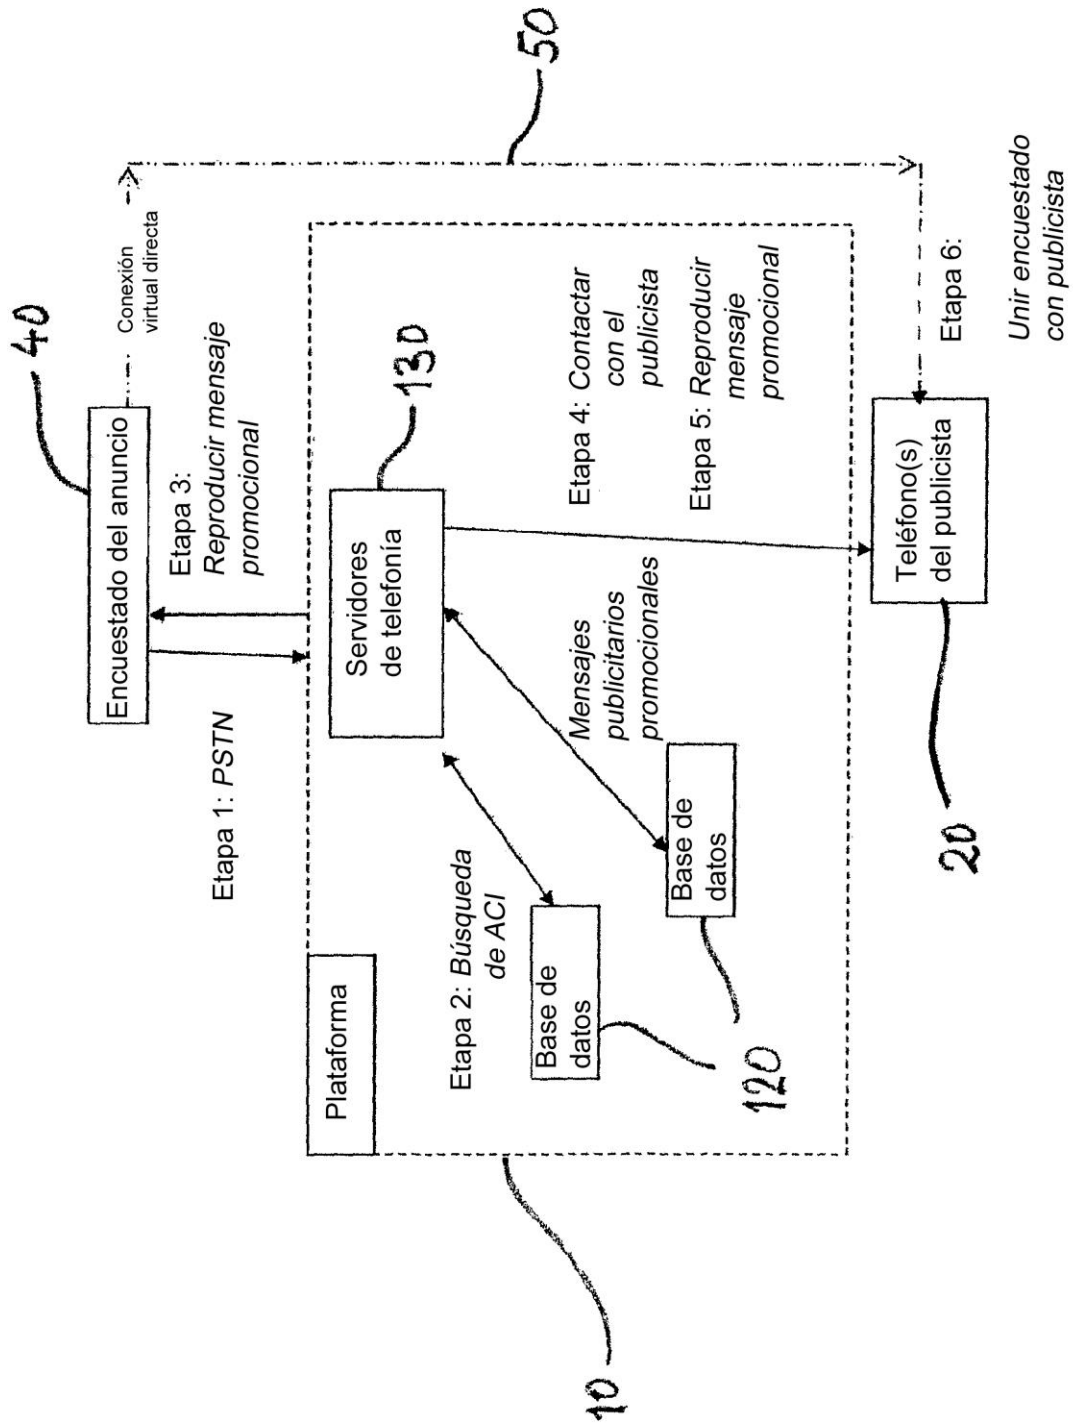 40
Encuestado del anuncio
Conexión
virtual directa
50
Etapa 1: PSTN
Etapa 3:
Reproducir mensaje
promocional
Plataforma
Servidores
de telefonía
130
Etapa 2: Búsqueda
de ACI
Base de
datos
Mensajes
publicitarios
promocionales
Base de
datos
120
10
Etapa 4: Contactar
con el
publicista
Etapa 5: Reproducir
mensaje
promocional
Teléfono(s)
del publicista
20
Etapa 6:
Unir encuestado
con publicista